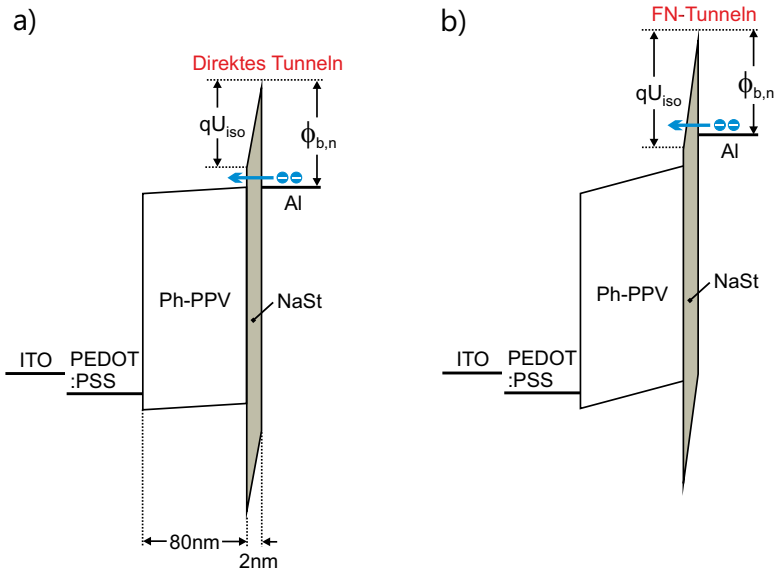 a)
Direktes Tunneln
qU_iso
ϕ_b,n
Al
Ph-PPV
NaSt
ITO
PEDOT
:PSS
80nm
2nm
b)
FN-Tunneln
qU_iso
ϕ_b,n
Al
Ph-PPV
NaSt
ITO
PEDOT
:PSS